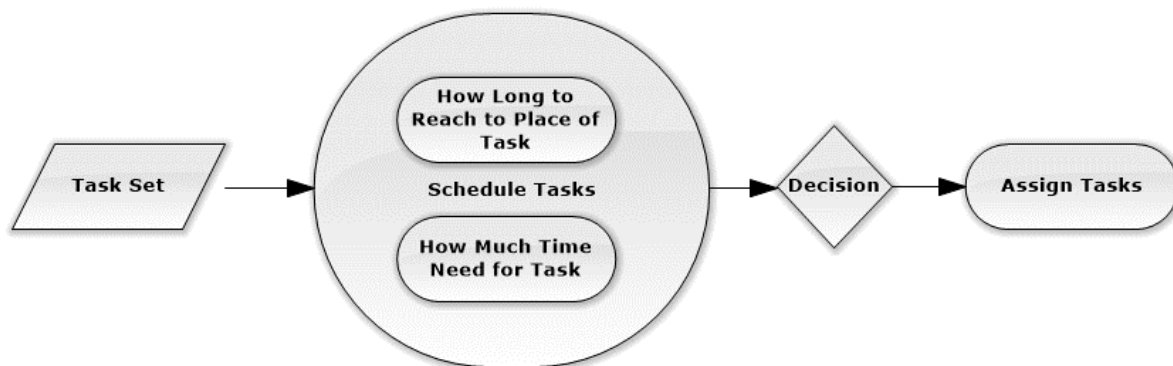 Task Set
How Long to
Reach to Place of
Task
Schedule Tasks
How Much Time
Need for Task
Decision
Assign Tasks